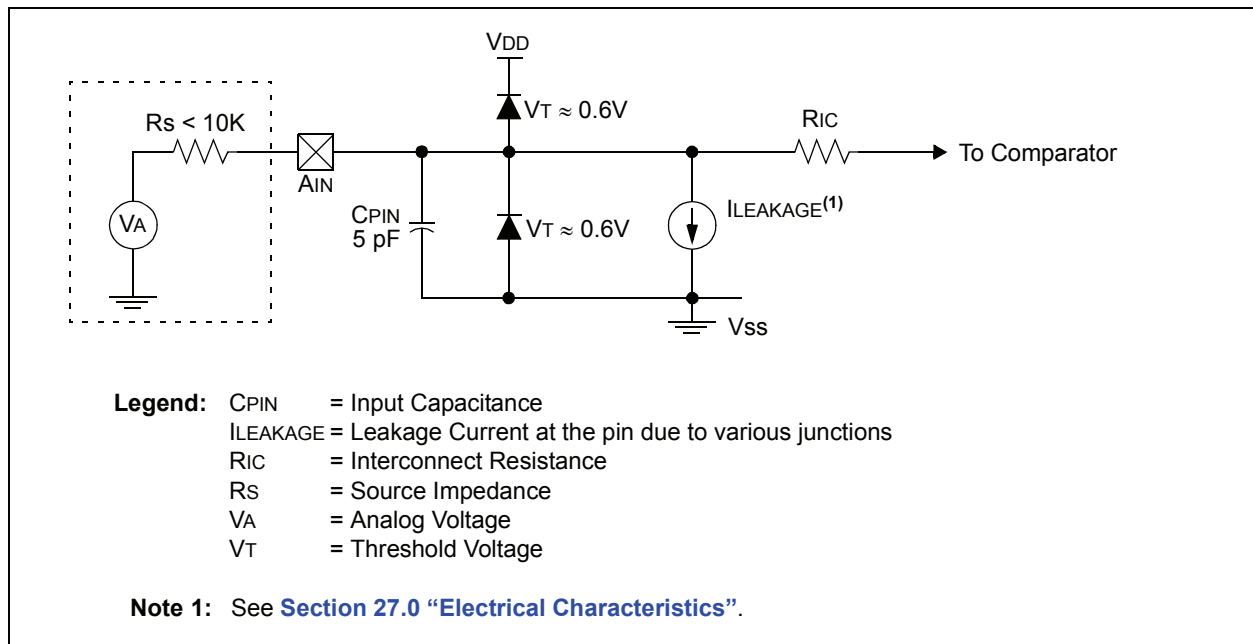 VDD
VT ≈ 0.6V
Rs < 10K
RIC
To Comparator
AIN
CPIN
5 pF
VT ≈ 0.6V
ILEAKAGE(1)
VA
Vss
Legend: CPIN = Input Capacitance
ILEAKAGE = Leakage Current at the pin due to various junctions
RIC = Interconnect Resistance
RS = Source Impedance
VA = Analog Voltage
VT = Threshold Voltage
Note 1: See Section 27.0 “Electrical Characteristics”.